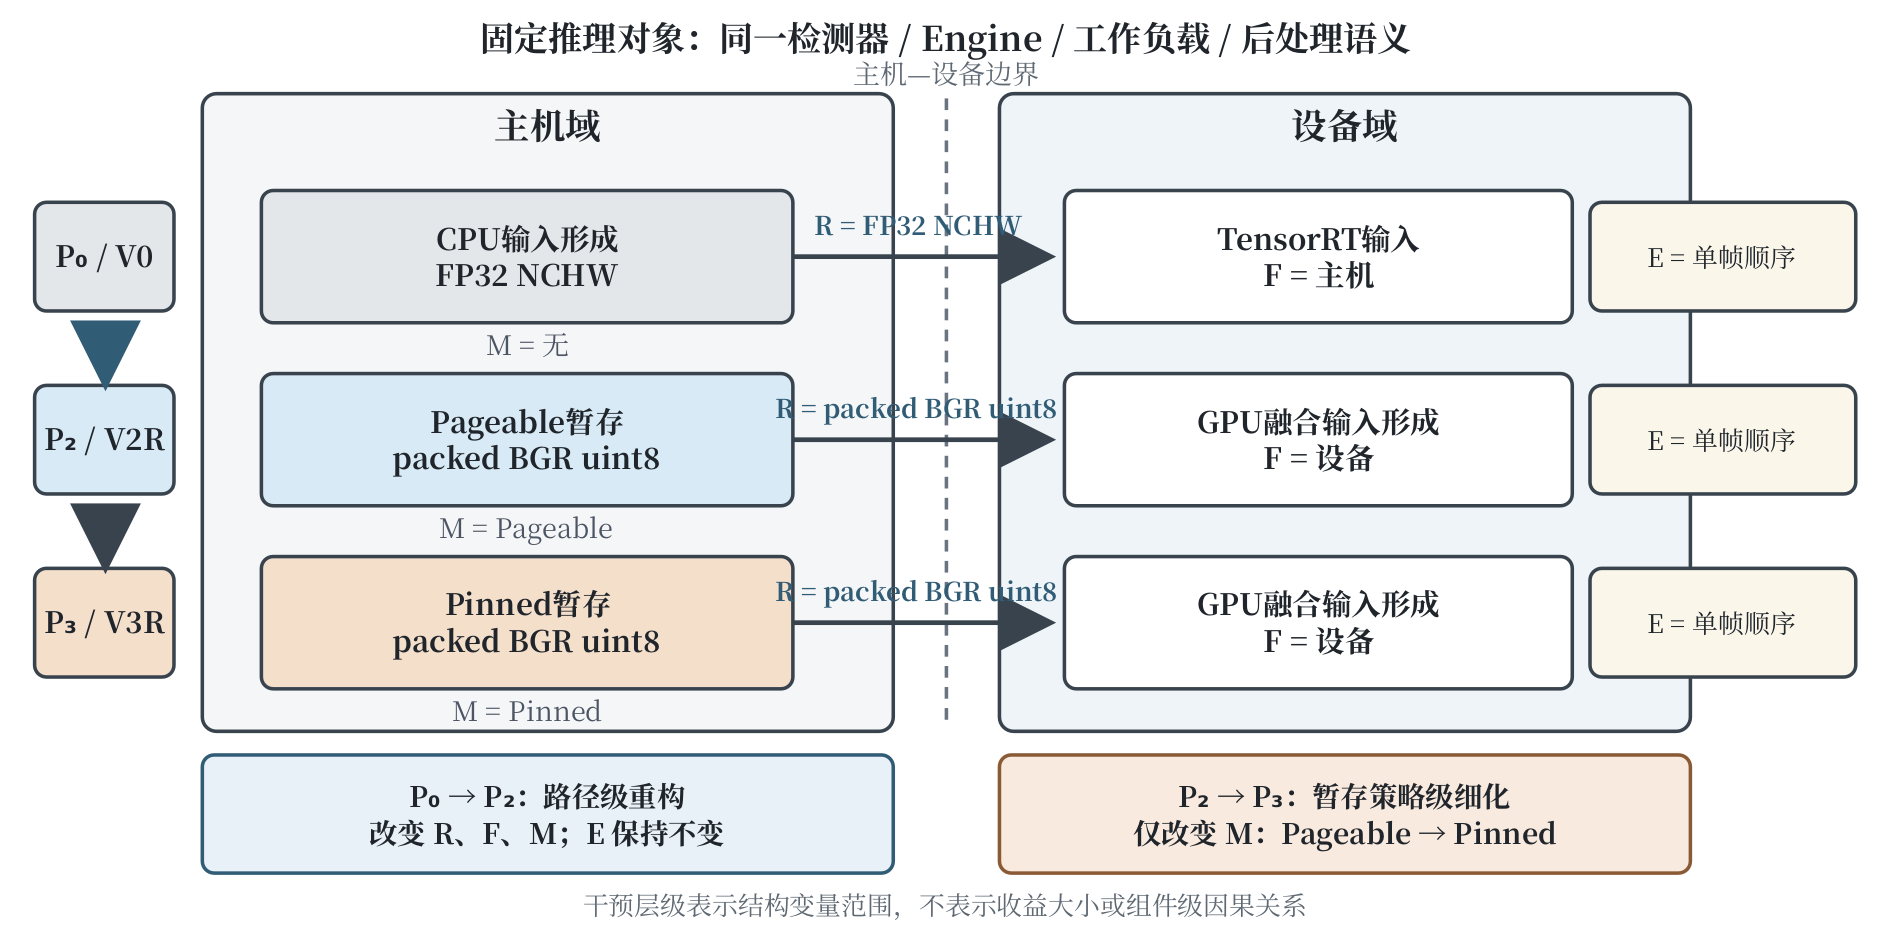 固定推理对象：同一检测器 / Engine / 工作负载 / 后处理语义
主机—设备边界
主机域
设备域
P₀ / V0
CPU输入形成
FP32 NCHW
R = FP32 NCHW
TensorRT输入
F = 主机
E = 单帧顺序
M = 无
P₂ / V2R
Pageable暂存
packed BGR uint8
R = packed BGR uint8
GPU融合输入形成
F = 设备
E = 单帧顺序
M = Pageable
P₃ / V3R
Pinned暂存
packed BGR uint8
R = packed BGR uint8
GPU融合输入形成
F = 设备
E = 单帧顺序
M = Pinned
P₀ → P₂：路径级重构
改变 R、F、M；E 保持不变
P₂ → P₃：暂存策略级细化
仅改变 M：Pageable → Pinned
干预层级表示结构变量范围，不表示收益大小或组件级因果关系